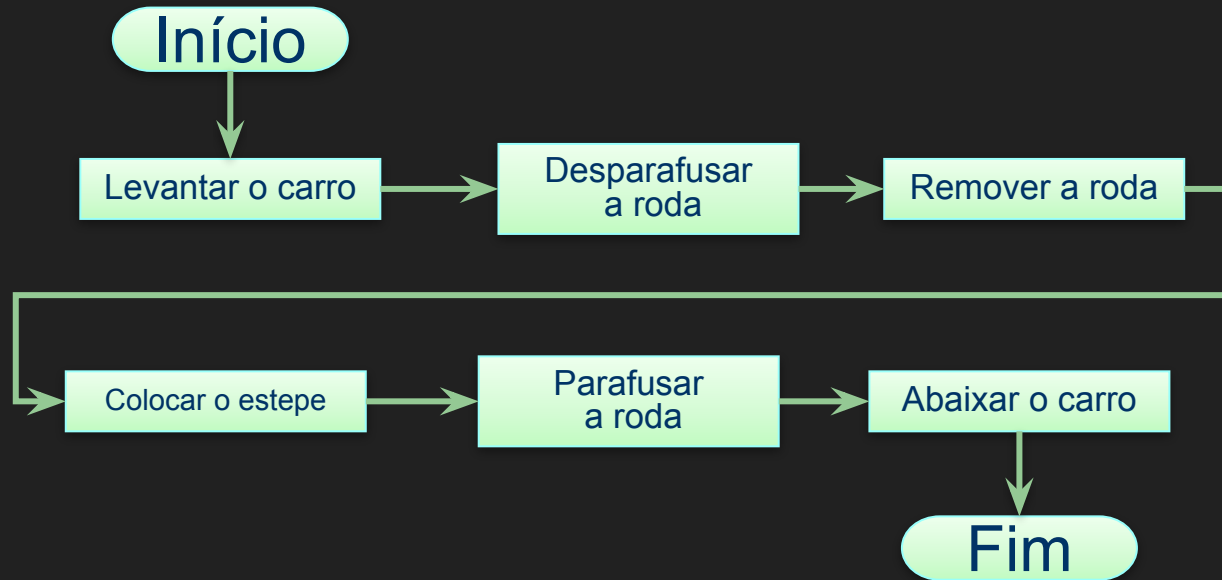 Início
Levantar o carro
Desparafusar
a roda
Remover a roda
Colocar o estepe
Parafusar
a roda
Abaixar o carro
Fim